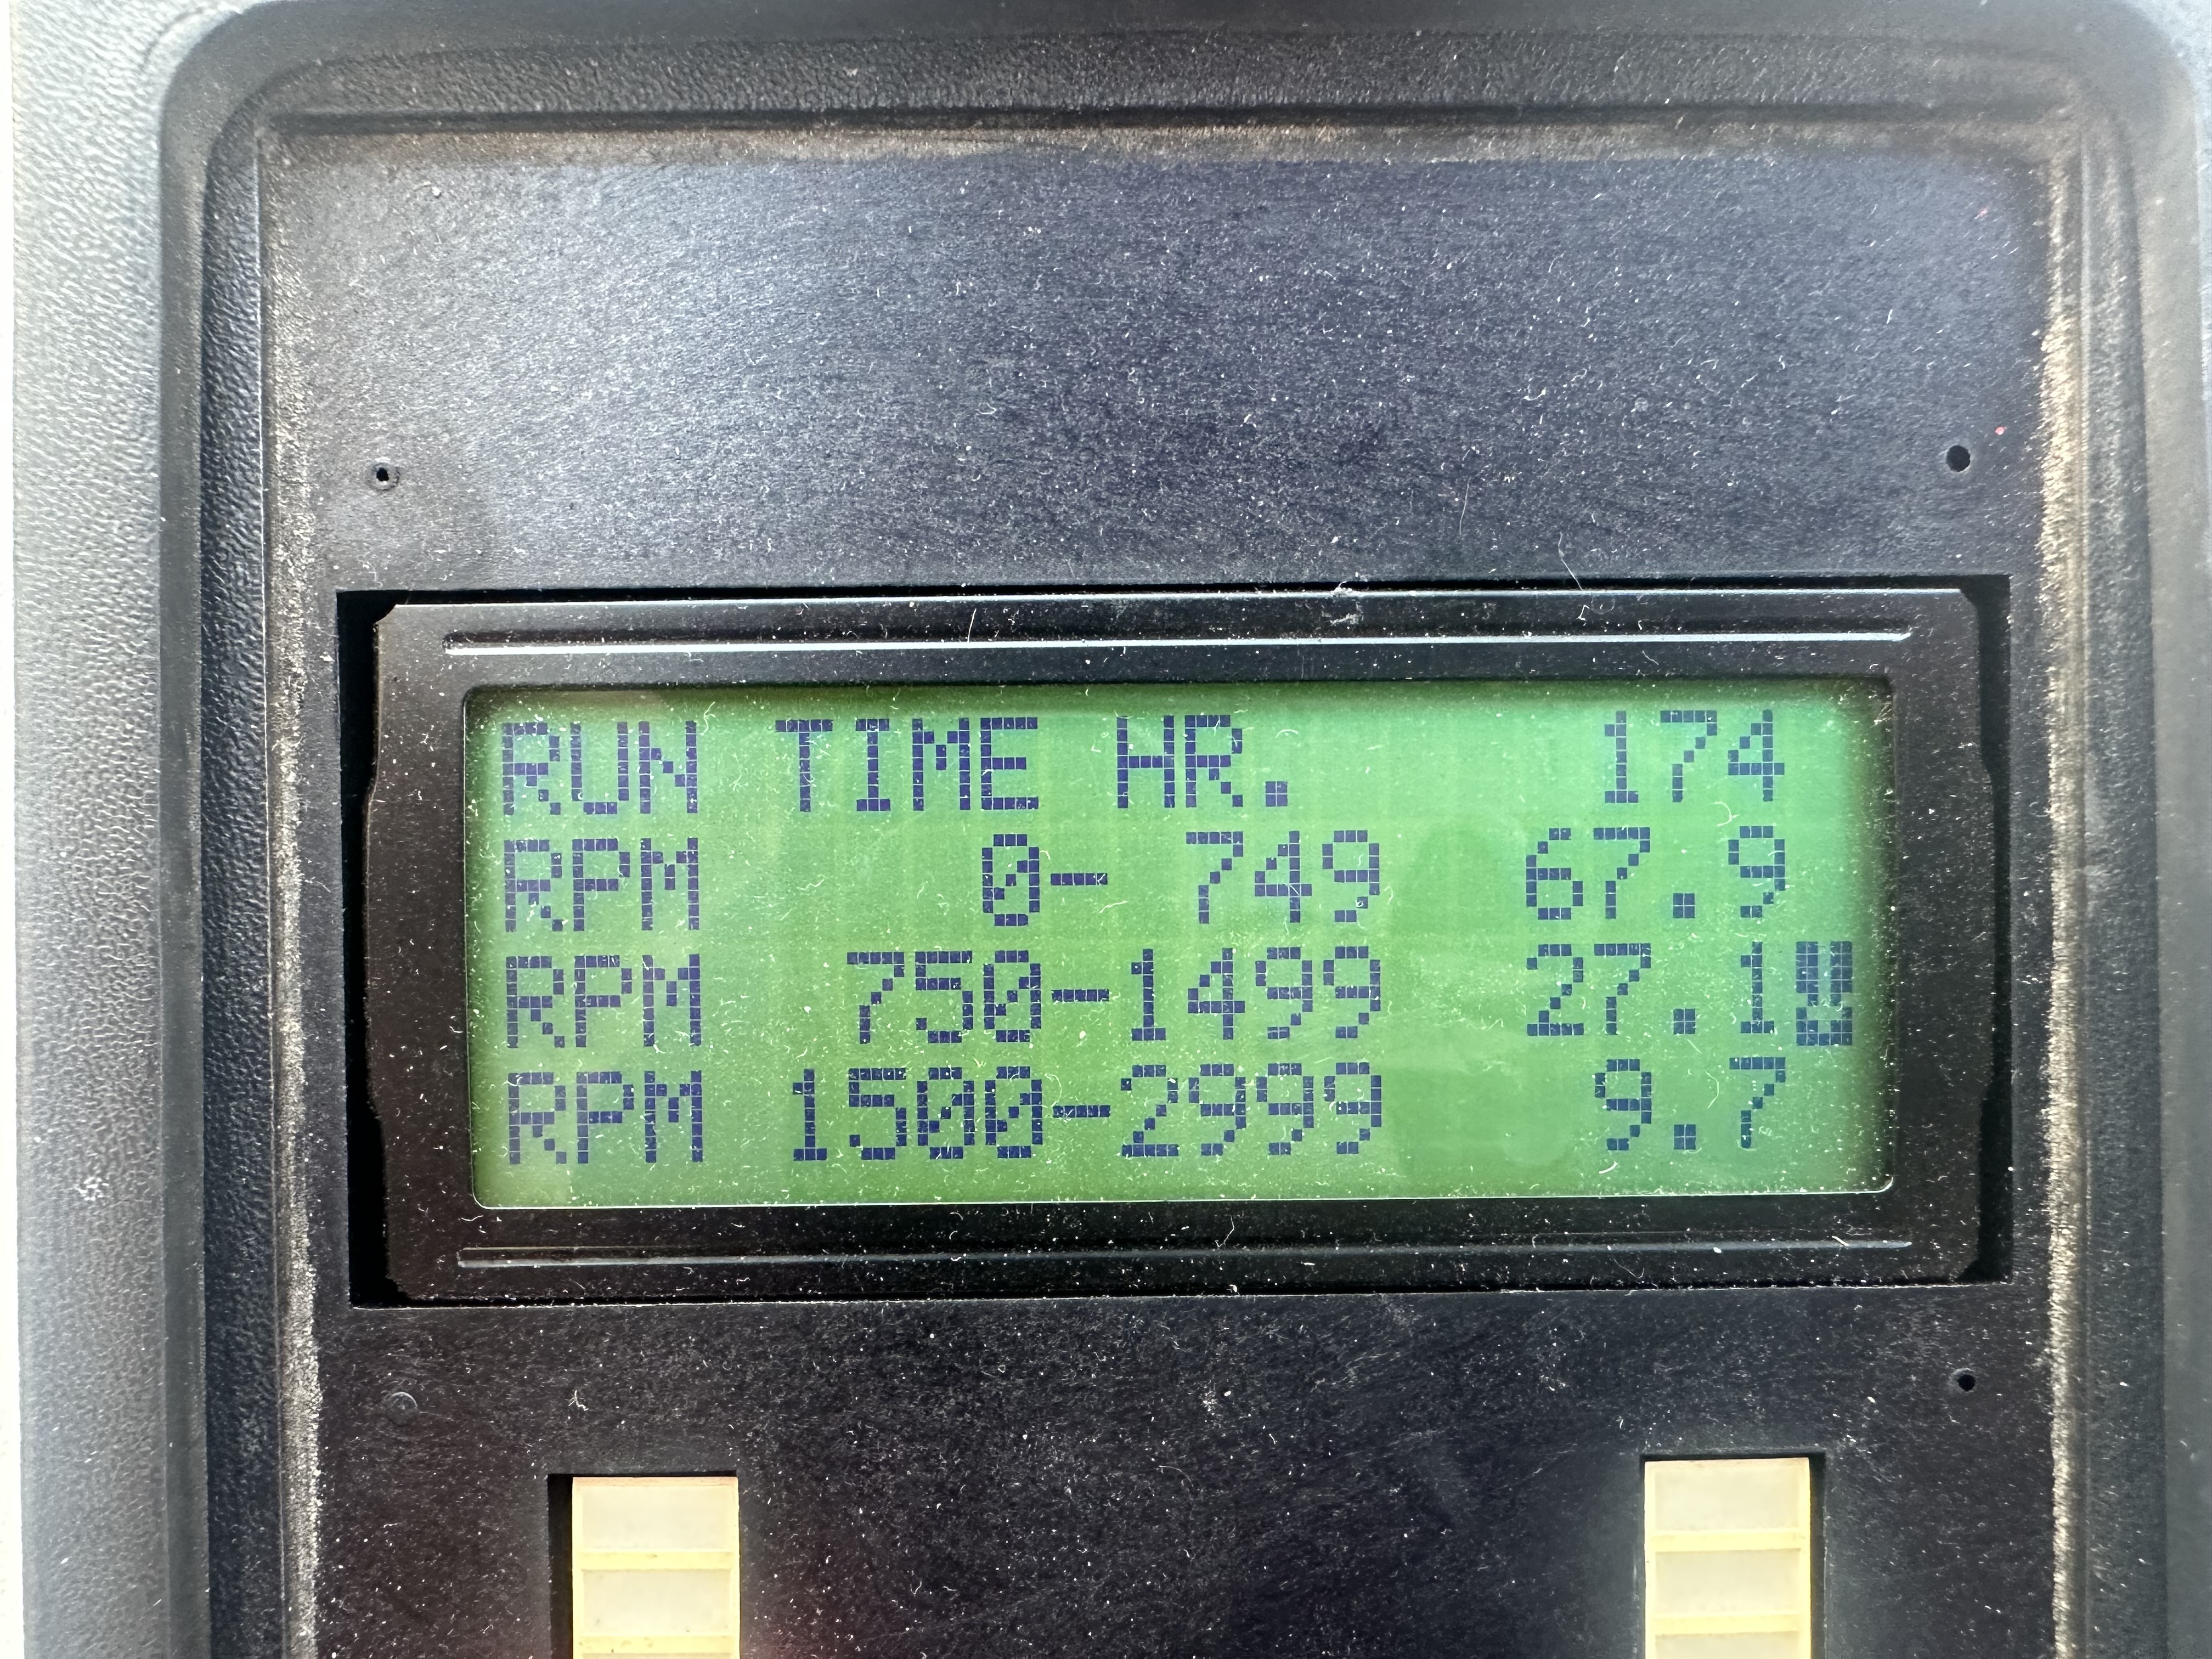 RUN TIME HR. 174
RPM 0- 749 67.9
RPM 750-1499 27.1
RPM 1500-2999 9.7